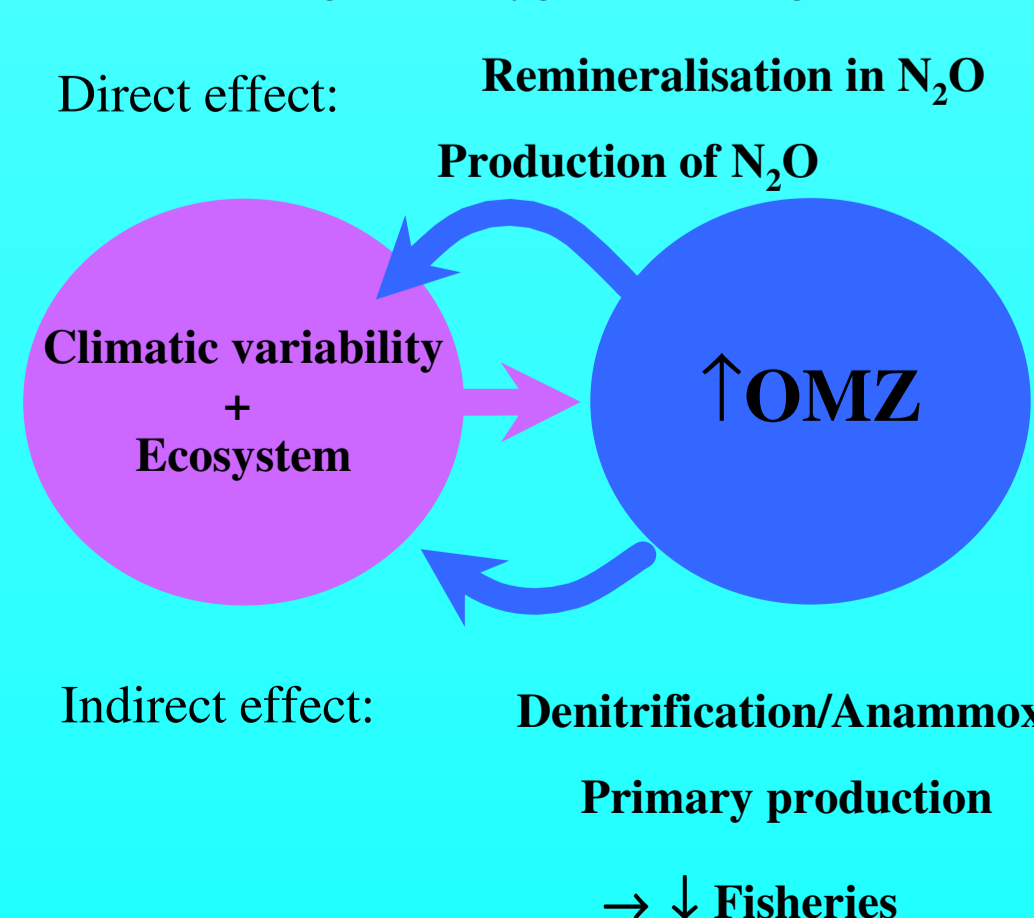 Direct effect:
Remineralisation in N₂O
Production of N₂O
Climatic variability
+
Ecosystem
↑OMZ
Indirect effect:
Denitrification/Anammox
Primary production
→ ↓ Fisheries